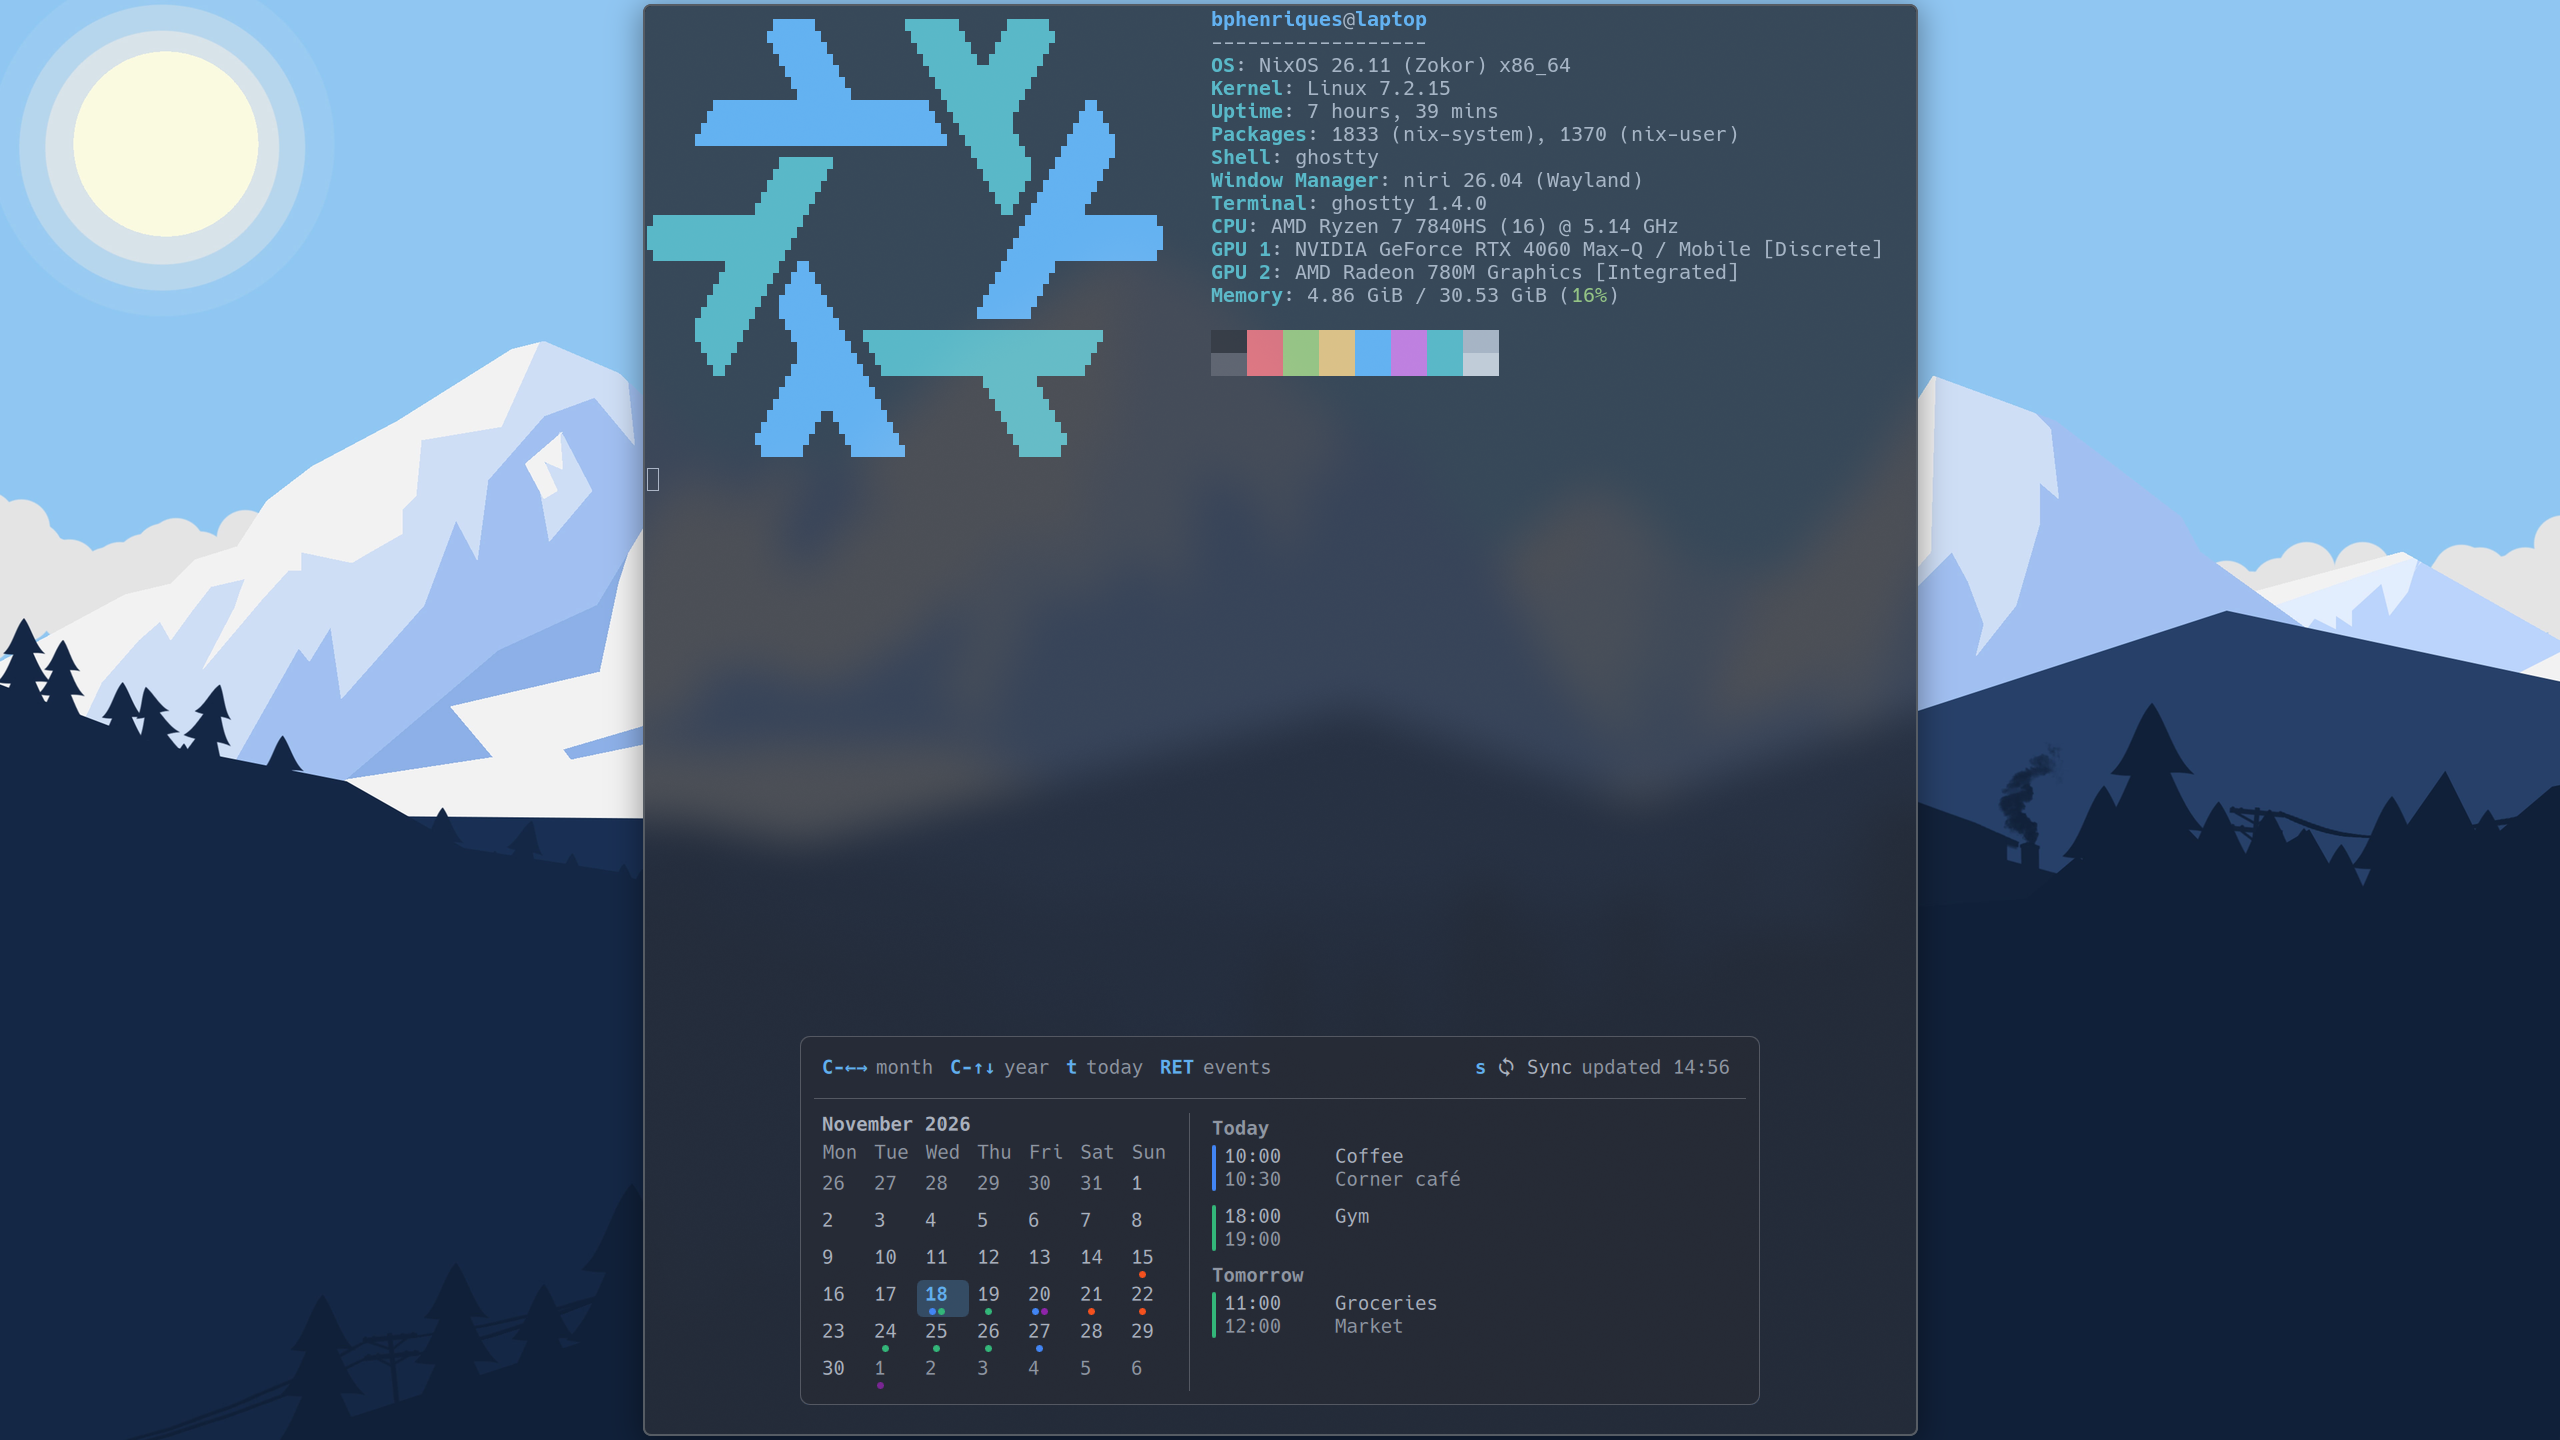 bphenriques@laptop
------------------
OS: NixOS 26.11 (Zokor) x86_64
Kernel: Linux 7.2.15
Uptime: 7 hours, 39 mins
Packages: 1833 (nix-system), 1370 (nix-user)
Shell: ghostty
Window Manager: niri 26.04 (Wayland)
Terminal: ghostty 1.4.0
CPU: AMD Ryzen 7 7840HS (16) @ 5.14 GHz
GPU 1: NVIDIA GeForce RTX 4060 Max-Q / Mobile [Discrete]
GPU 2: AMD Radeon 780M Graphics [Integrated]
Memory: 4.86 GiB / 30.53 GiB (16%)
C-←→ month C-↑↓ year t today RET events
s Sync updated 14:56
November 2026
Mon Tue Wed Thu Fri Sat Sun
26 27 28 29 30 31 1
2 3 4 5 6 7 8
9 10 11 12 13 14 15
16 17 18 19 20 21 22
23 24 25 26 27 28 29
30 1 2 3 4 5 6
Today
10:00 Coffee
10:30 Corner café
18:00 Gym
19:00
Tomorrow
11:00 Groceries
12:00 Market